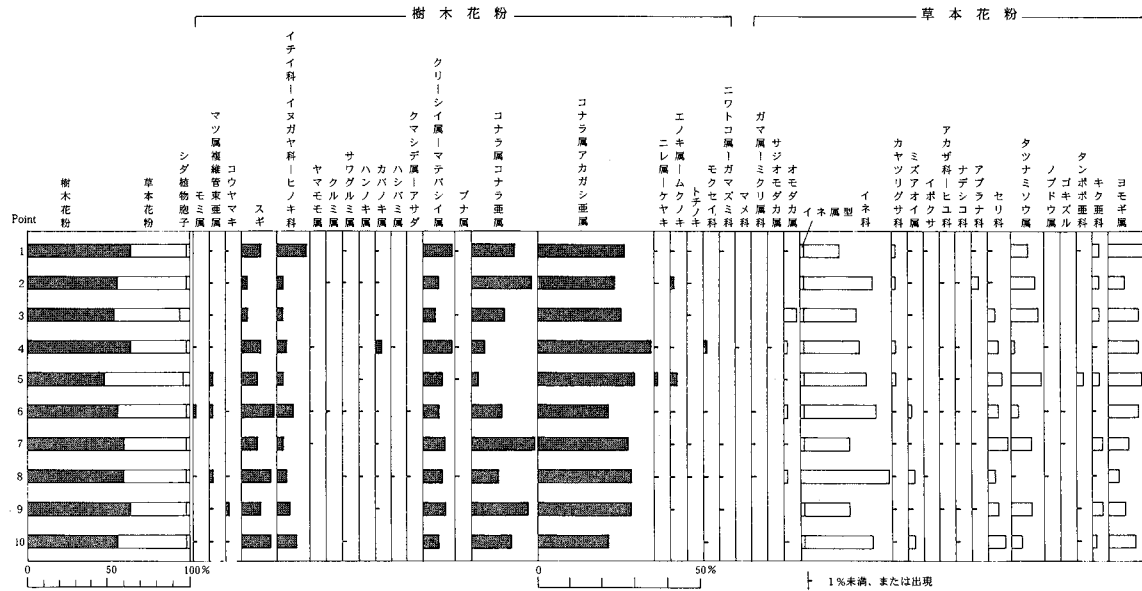 樹木花粉
草本花粉
Point
樹木花粉
草本花粉
シダ植物胞子
モミ属
マツ属複維管束亜属
コウヤマキ
スギ
イチイ科ーイヌガヤ科ーヒノキ科
ヤマモモ属
クルミ属
サワグルミ属
ハンノキ属
カバノキ属
ハシバミ属
クマシデ属ーアサダ
クリーシイ属ーマテバシイ属
ブナ属
コナラ属コナラ亜属
コナラ属アカガシ亜属
ニレ属ーケヤキ
エノキ属ームクノキ
トチノキ
モクセイ科
ニワトコ属ーガマズミ科
マメ科
ガマ属ーミクリ属
サジオモダカ属
オモダカ属
イネ属型
イネ科
カヤツリグサ科
ミズアオイ属
イボクサ
アカザ科ーヒユ科
ナデシコ科
アブラナ科
セリ科
タツナミソウ属
ノブドウ属
ゴキズル
タンポポ亜科
キク亜科
ヨモギ属
1
2
3
4
5
6
7
8
9
10
0 100%
0 50%
1%未満、または出現